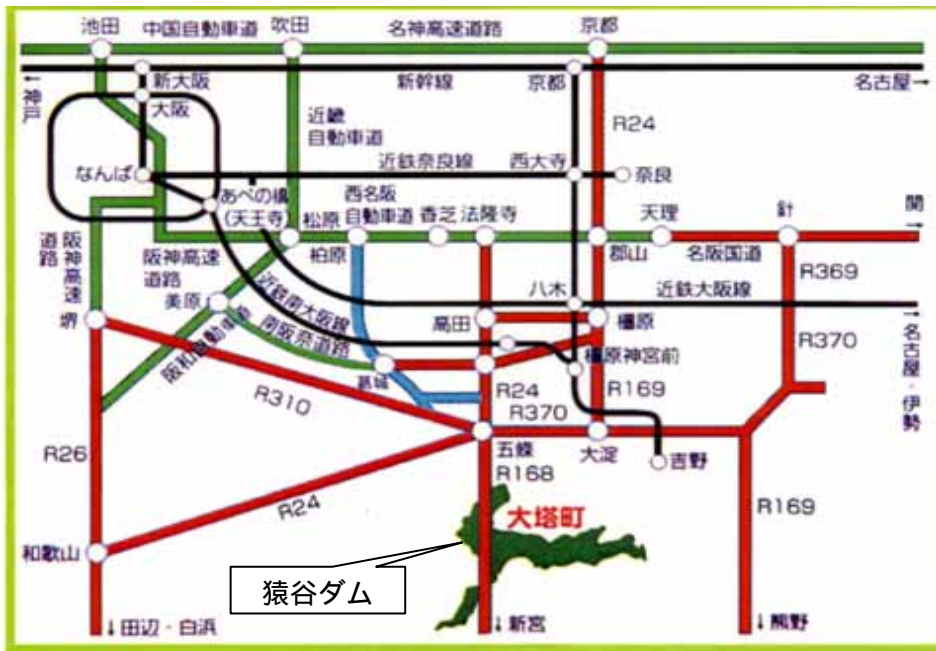 池田
中国自動車道
吹田
名神高速道路
京都
新大阪
新幹線
京都
名古屋→
←神戸
大阪
近畿
自動車道
R24
なんば
近鉄奈良線
西大寺
奈良
あべの橋
(天王寺)
松原
西名阪
自動車道
香芝
法隆寺
天理
針
関
→
阪神高速
道路
阪神高速
道路
柏原
郡山
名阪国道
R369
美原
近鉄南大阪線
八木
近鉄大阪線
堺
阪和自動車道
南阪奈道路
高田
橿原
R370
→名古屋・伊勢
葛城
橿原神宮前
R310
R24
R169
R370
R26
五條
大淀
吉野
R168
R24
大塔町
R169
和歌山
猿谷ダム
↓田辺・白浜
↓新宮
↓熊野